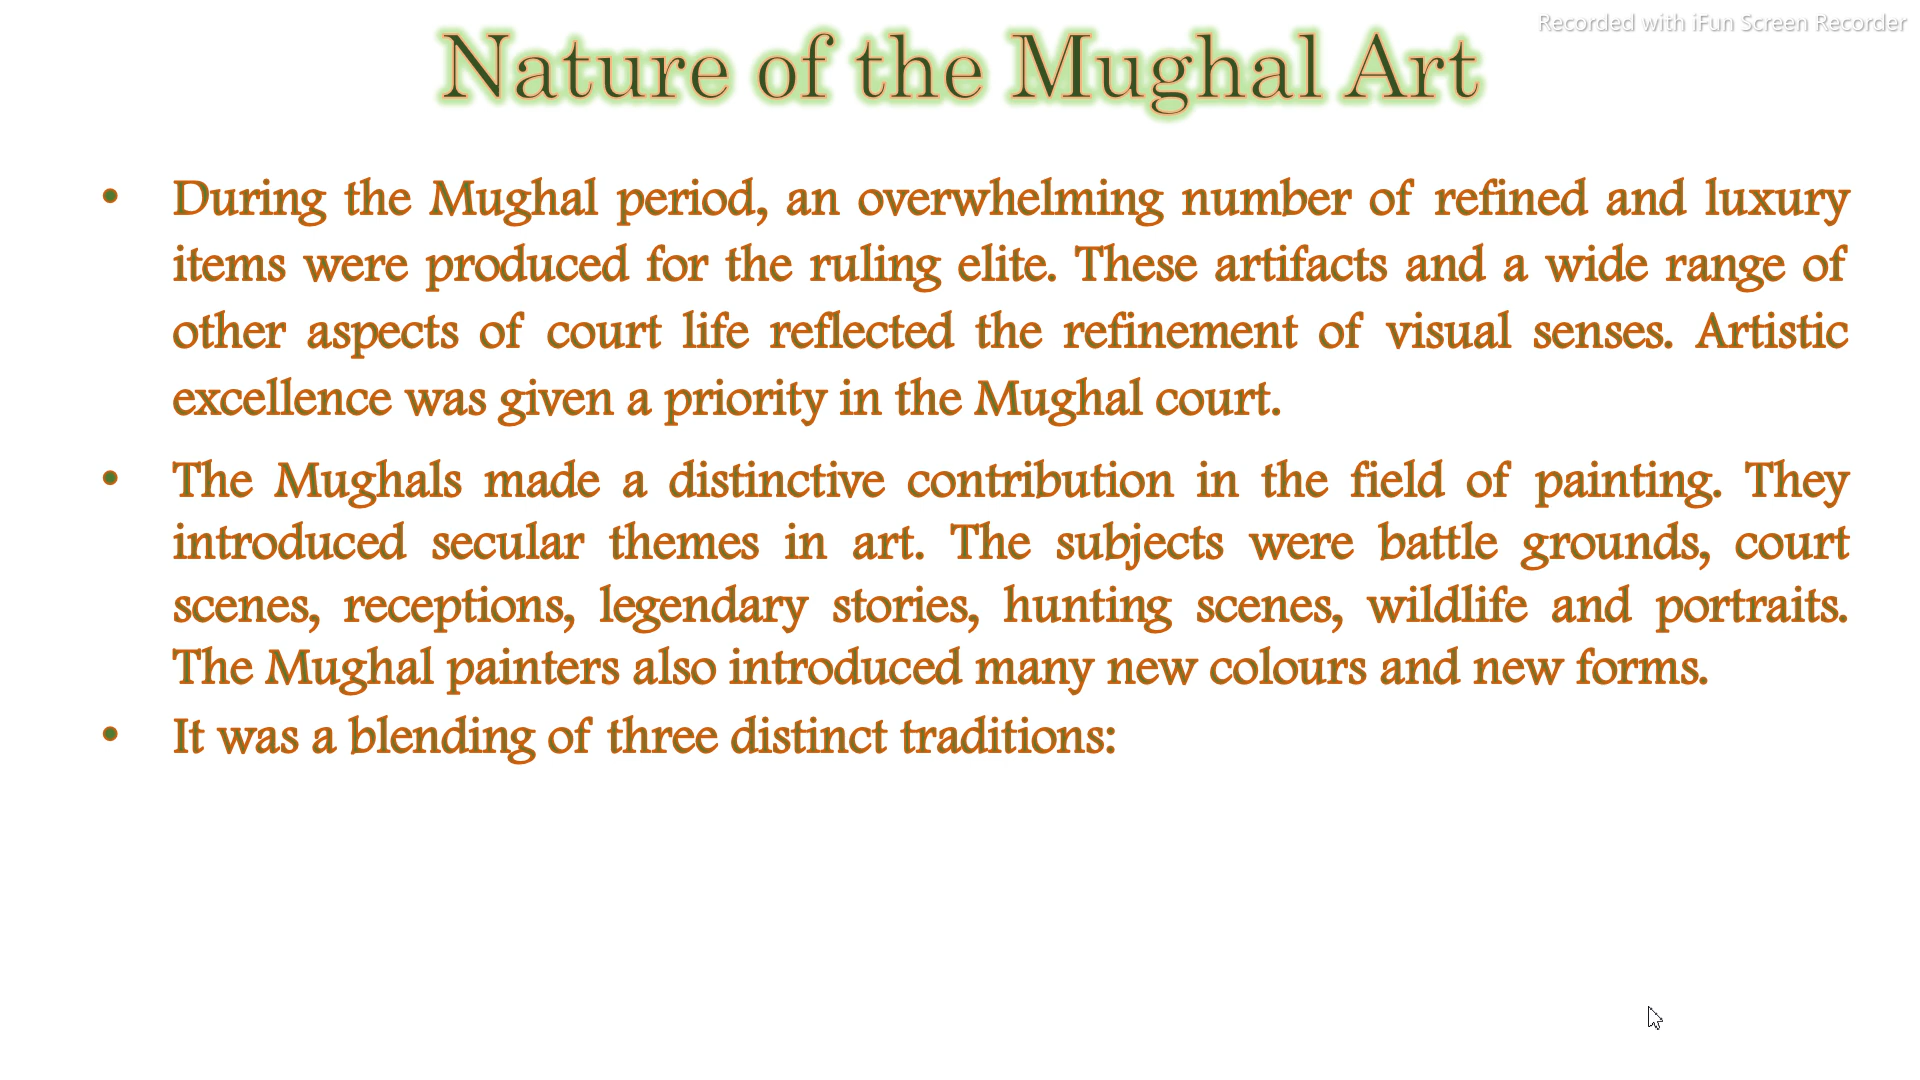 Recorded with iFun Screen Recorder
Nature of the Mughal Art
• During the Mughal period, an overwhelming number of refined and luxury
items were produced for the ruling elite. These artifacts and a wide range of
other aspects of court life reflected the refinement of visual senses. Artistic
excellence was given a priority in the Mughal court.
• The Mughals made a distinctive contribution in the field of painting. They
introduced secular themes in art. The subjects were battle grounds, court
scenes, receptions, legendary stories, hunting scenes, wildlife and portraits.
The Mughal painters also introduced many new colours and new forms.
• It was a blending of three distinct traditions: